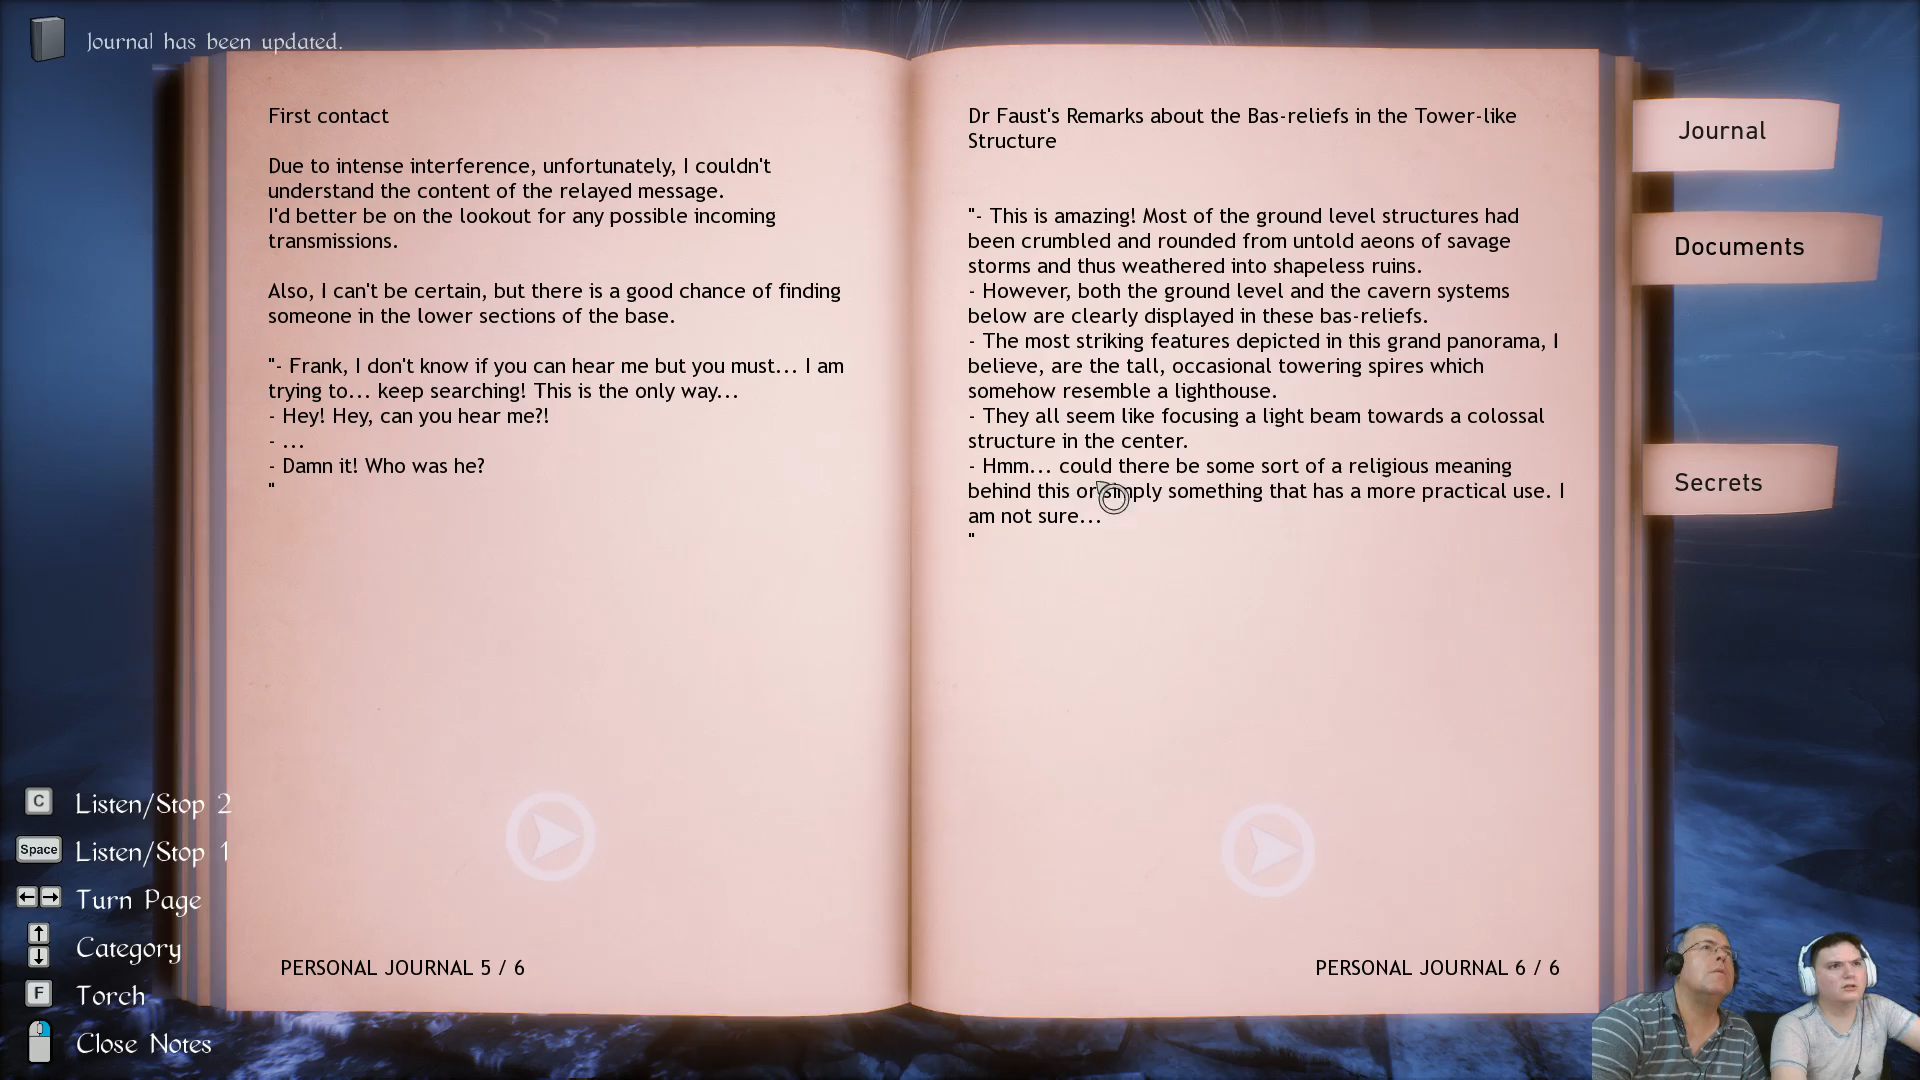 Journal has been updated.
First contact
Due to intense interference, unfortunately, I couldn't
understand the content of the relayed message.
I'd better be on the lookout for any possible incoming
transmissions.
Also, I can't be certain, but there is a good chance of finding
someone in the lower sections of the base.
"- Frank, I don't know if you can hear me but you must... I am
trying to... keep searching! This is the only way...
- Hey! Hey, can you hear me?!
- ...
- Damn it! Who was he?
"
PERSONAL JOURNAL 5 / 6
Dr Faust's Remarks about the Bas-reliefs in the Tower-like
Structure
"- This is amazing! Most of the ground level structures had
been crumbled and rounded from untold aeons of savage
storms and thus weathered into shapeless ruins.
- However, both the ground level and the cavern systems
below are clearly displayed in these bas-reliefs.
- The most striking features depicted in this grand panorama, I
believe, are the tall, occasional towering spires which
somehow resemble a lighthouse.
- They all seem like focusing a light beam towards a colossal
structure in the center.
- Hmm... could there be some sort of a religious meaning
behind this or simply something that has a more practical use. I
am not sure...
"
PERSONAL JOURNAL 6 / 6
Journal
Documents
Secrets
C Listen/Stop 2
Space Listen/Stop 1
←→ Turn Page
↑↓ Category
F Torch
Close Notes